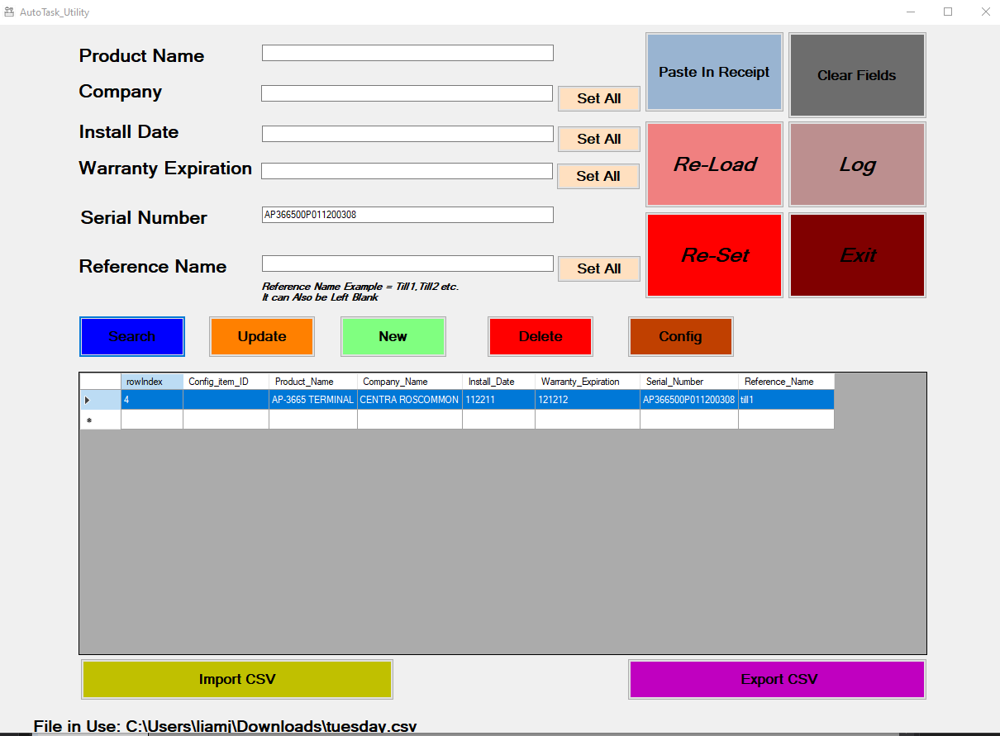 AutoTask_Utility
Product Name
Paste In Receipt
Clear Fields
Company
Set All
Install Date
Set All
Warranty Expiration
Set All
Re-Load
Log
Serial Number
AP366500P011200308
Re-Set
Exit
Reference Name
Set All
Reference Name Example = Till1,Till2 etc.
It can Also be Left Blank
Search
Update
New
Delete
Config
rowIndex Config_item_ID Product_Name Company_Name Install_Date Warranty_Expiration Serial_Number Reference_Name
4 AP-3665 TERMINAL CENTRA ROSCOMMON 112211 121212 AP366500P011200308 till1
Import CSV
Export CSV
File in Use: C:\Users\liamj\Downloads\tuesday.csv